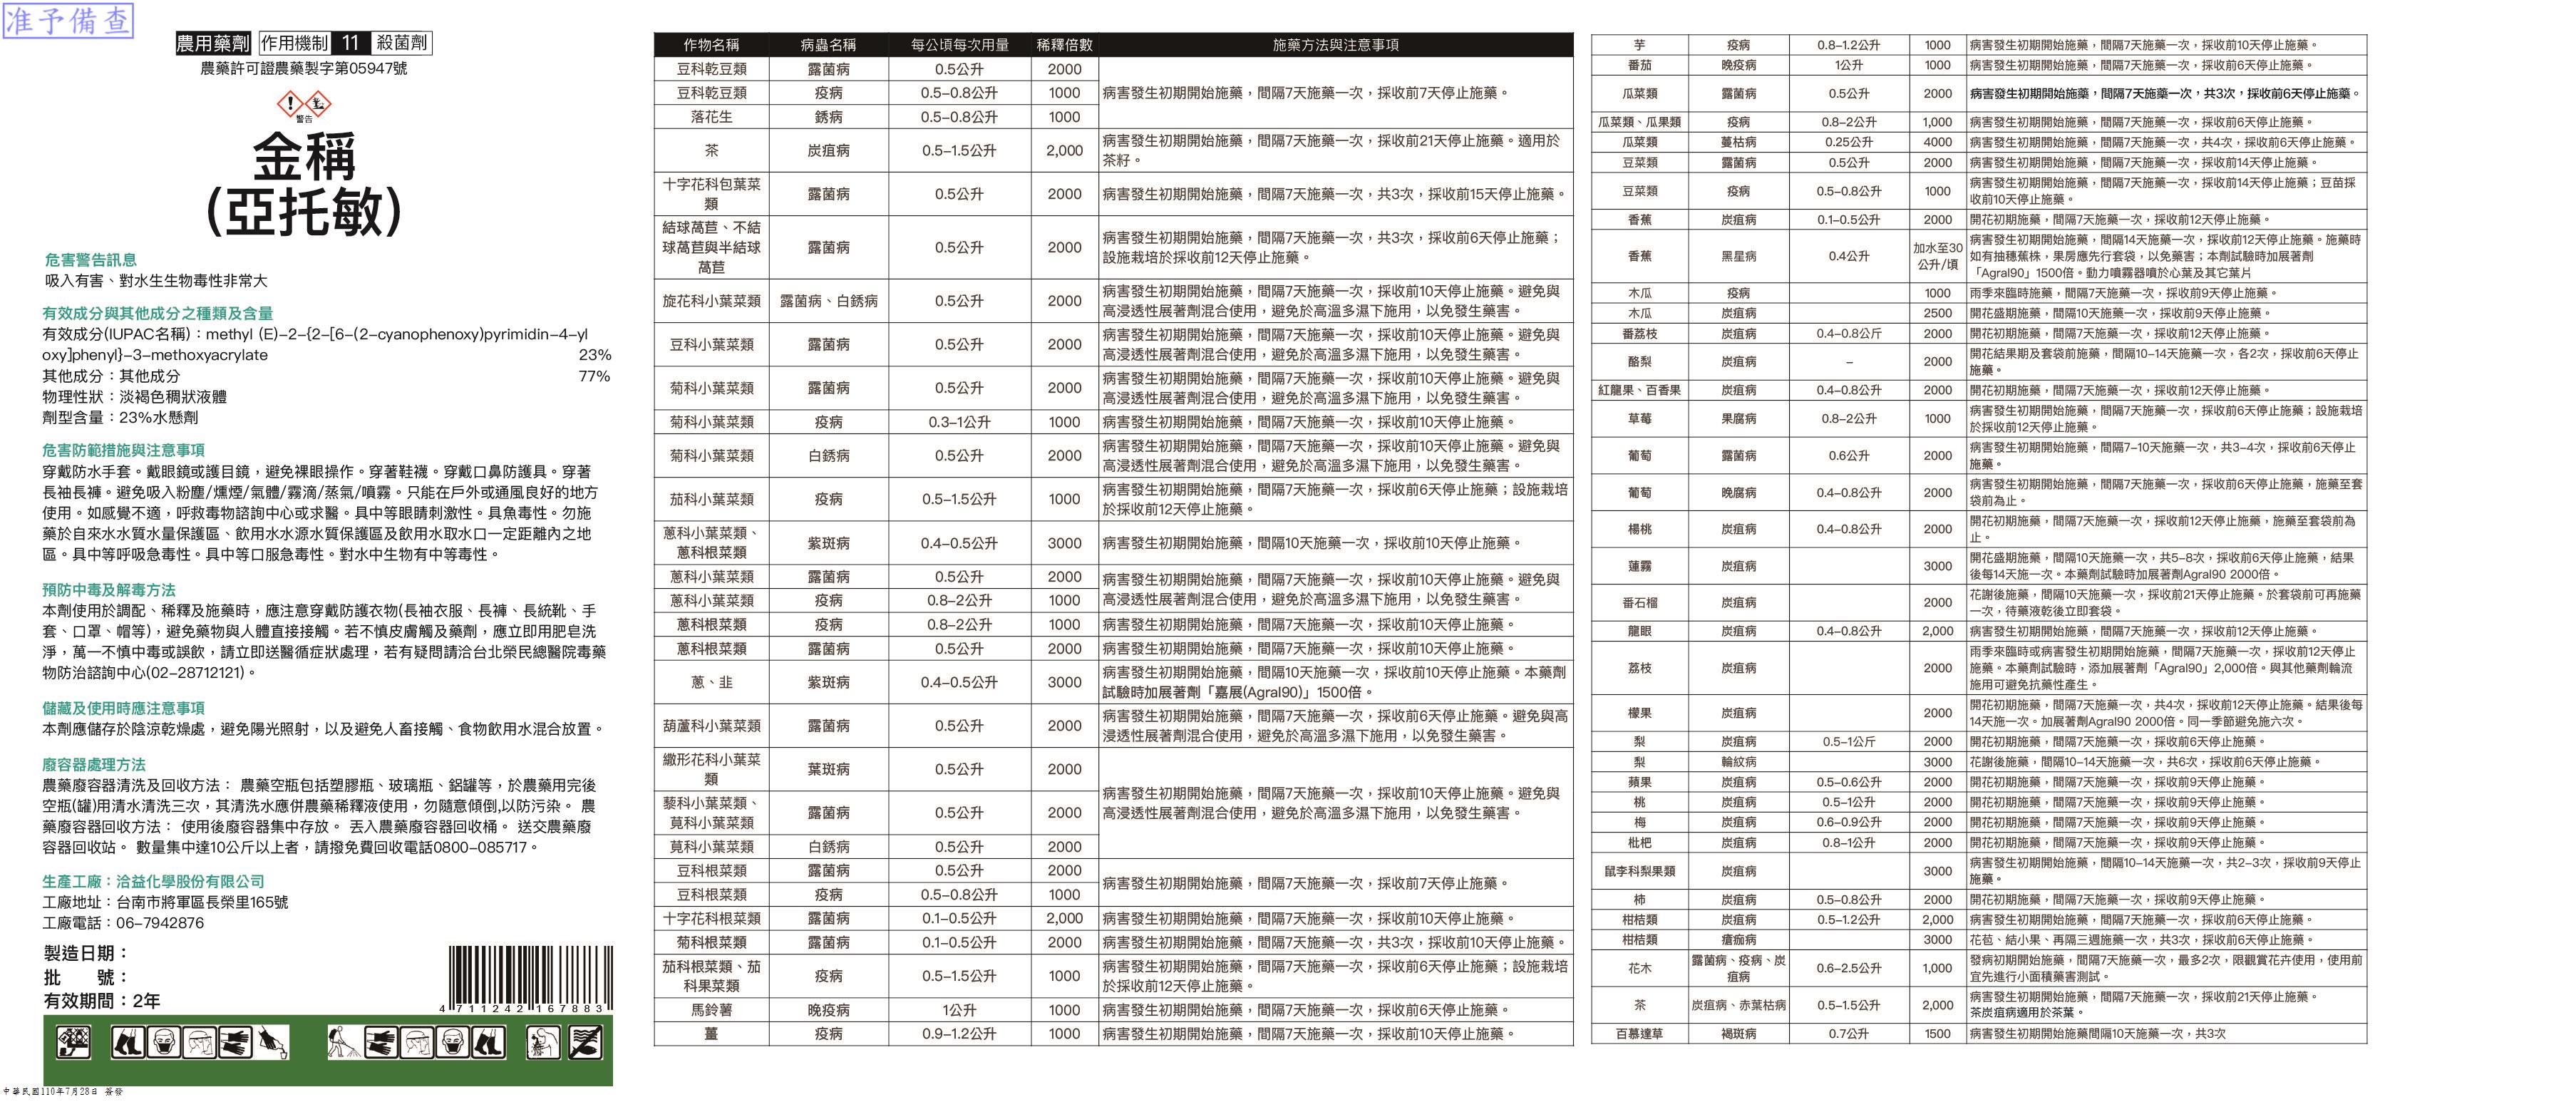 准予備查
農用藥劑 作用機制 11 殺菌劑
農藥許可證農藥製字第05947號
警告
金稱
(亞托敏)
危害警告訊息
吸入有害、對水生生物毒性非常大
有效成分與其他成分之種類及含量
有效成分(IUPAC名稱)：methyl (E)-2-{2-[6-(2-cyanophenoxy)pyrimidin-4-yl
oxy]phenyl}-3-methoxyacrylate 23%
其他成分：其他成分 77%
物理性狀：淡褐色稠狀液體
劑型含量：23%水懸劑
危害防範措施與注意事項
穿戴防水手套。戴眼鏡或護目鏡，避免裸眼操作。穿著鞋襪。穿戴口鼻防護具。穿著
長袖長褲。避免吸入粉塵/燻煙/氣體/霧滴/蒸氣/噴霧。只能在戶外或通風良好的地方
使用。如感覺不適，呼救毒物諮詢中心或求醫。具中等眼睛刺激性。具魚毒性。勿施
藥於自來水水質水量保護區、飲用水水源水質保護區及飲用水取水口一定距離內之地
區。具中等呼吸急毒性。具中等口服急毒性。對水中生物有中等毒性。
預防中毒及解毒方法
本劑使用於調配、稀釋及施藥時，應注意穿戴防護衣物(長袖衣服、長褲、長統靴、手
套、口罩、帽等)，避免藥物與人體直接接觸。若不慎皮膚觸及藥劑，應立即用肥皂洗
淨，萬一不慎中毒或誤飲，請立即送醫循症狀處理，若有疑問請洽台北榮民總醫院毒藥
物防治諮詢中心(02-28712121)。
儲藏及使用時應注意事項
本劑應儲存於陰涼乾燥處，避免陽光照射，以及避免人畜接觸、食物飲用水混合放置。
廢容器處理方法
農藥廢容器清洗及回收方法： 農藥空瓶包括塑膠瓶、玻璃瓶、鋁罐等，於農藥用完後
空瓶(罐)用清水清洗三次，其清洗水應併農藥稀釋液使用，勿隨意傾倒,以防污染。 農
藥廢容器回收方法： 使用後廢容器集中存放。 丟入農藥廢容器回收桶。 送交農藥廢
容器回收站。 數量集中達10公斤以上者，請撥免費回收電話0800-085717。
生產工廠：洽益化學股份有限公司
工廠地址：台南市將軍區長榮里165號
工廠電話：06-7942876
製造日期：
批　　號：
有效期間：2年
4 711242 167883
中華民國110年7月28日 簽發
作物名稱 病蟲名稱 每公頃每次用量 稀釋倍數 施藥方法與注意事項
豆科乾豆類 露菌病 0.5公升 2000
豆科乾豆類 疫病 0.5-0.8公升 1000 病害發生初期開始施藥，間隔7天施藥一次，採收前7天停止施藥。
落花生 銹病 0.5-0.8公升 1000
茶 炭疽病 0.5-1.5公升 2,000 病害發生初期開始施藥，間隔7天施藥一次，採收前21天停止施藥。適用於
茶籽。
十字花科包葉菜
類 露菌病 0.5公升 2000 病害發生初期開始施藥，間隔7天施藥一次，共3次，採收前15天停止施藥。
結球萵苣、不結
球萵苣與半結球
萵苣 露菌病 0.5公升 2000 病害發生初期開始施藥，間隔7天施藥一次，共3次，採收前6天停止施藥；
設施栽培於採收前12天停止施藥。
旋花科小葉菜類 露菌病、白銹病 0.5公升 2000 病害發生初期開始施藥，間隔7天施藥一次，採收前10天停止施藥。避免與
高浸透性展著劑混合使用，避免於高溫多濕下施用，以免發生藥害。
豆科小葉菜類 露菌病 0.5公升 2000 病害發生初期開始施藥，間隔7天施藥一次，採收前10天停止施藥。避免與
高浸透性展著劑混合使用，避免於高溫多濕下施用，以免發生藥害。
菊科小葉菜類 露菌病 0.5公升 2000 病害發生初期開始施藥，間隔7天施藥一次，採收前10天停止施藥。避免與
高浸透性展著劑混合使用，避免於高溫多濕下施用，以免發生藥害。
菊科小葉菜類 疫病 0.3-1公升 1000 病害發生初期開始施藥，間隔7天施藥一次，採收前10天停止施藥。
菊科小葉菜類 白銹病 0.5公升 2000 病害發生初期開始施藥，間隔7天施藥一次，採收前10天停止施藥。避免與
高浸透性展著劑混合使用，避免於高溫多濕下施用，以免發生藥害。
茄科小葉菜類 疫病 0.5-1.5公升 1000 病害發生初期開始施藥，間隔7天施藥一次，採收前6天停止施藥；設施栽培
於採收前12天停止施藥。
蔥科小葉菜類、
蔥科根菜類 紫斑病 0.4-0.5公升 3000 病害發生初期開始施藥，間隔10天施藥一次，採收前10天停止施藥。
蔥科小葉菜類 露菌病 0.5公升 2000 病害發生初期開始施藥，間隔7天施藥一次，採收前10天停止施藥。避免與
蔥科小葉菜類 疫病 0.8-2公升 1000 高浸透性展著劑混合使用，避免於高溫多濕下施用，以免發生藥害。
蔥科根菜類 疫病 0.8-2公升 1000 病害發生初期開始施藥，間隔7天施藥一次，採收前10天停止施藥。
蔥科根菜類 露菌病 0.5公升 2000 病害發生初期開始施藥，間隔7天施藥一次，採收前10天停止施藥。
蔥、韭 紫斑病 0.4-0.5公升 3000 病害發生初期開始施藥，間隔10天施藥一次，採收前10天停止施藥。本藥劑
試驗時加展著劑「嘉展(Agral90)」1500倍。
葫蘆科小葉菜類 露菌病 0.5公升 2000 病害發生初期開始施藥，間隔7天施藥一次，採收前6天停止施藥。避免與高
浸透性展著劑混合使用，避免於高溫多濕下施用，以免發生藥害。
繖形花科小葉菜
類 葉斑病 0.5公升 2000
藜科小葉菜類、
莧科小葉菜類 露菌病 0.5公升 2000 病害發生初期開始施藥，間隔7天施藥一次，採收前10天停止施藥。避免與
高浸透性展著劑混合使用，避免於高溫多濕下施用，以免發生藥害。
莧科小葉菜類 白銹病 0.5公升 2000
豆科根菜類 露菌病 0.5公升 2000 病害發生初期開始施藥，間隔7天施藥一次，採收前7天停止施藥。
豆科根菜類 疫病 0.5-0.8公升 1000
十字花科根菜類 露菌病 0.1-0.5公升 2,000 病害發生初期開始施藥，間隔7天施藥一次，採收前10天停止施藥。
菊科根菜類 露菌病 0.1-0.5公升 2000 病害發生初期開始施藥，間隔7天施藥一次，共3次，採收前10天停止施藥。
茄科根菜類、茄
科果菜類 疫病 0.5-1.5公升 1000 病害發生初期開始施藥，間隔7天施藥一次，採收前6天停止施藥；設施栽培
於採收前12天停止施藥。
馬鈴薯 晚疫病 1公升 1000 病害發生初期開始施藥，間隔7天施藥一次，採收前6天停止施藥。
薑 疫病 0.9-1.2公升 1000 病害發生初期開始施藥，間隔7天施藥一次，採收前10天停止施藥。
芋 疫病 0.8-1.2公升 1000 病害發生初期開始施藥，間隔7天施藥一次，採收前10天停止施藥。
番茄 晚疫病 1公升 1000 病害發生初期開始施藥，間隔7天施藥一次，採收前6天停止施藥。
瓜菜類 露菌病 0.5公升 2000 病害發生初期開始施藥，間隔7天施藥一次，共3次，採收前6天停止施藥。
瓜菜類、瓜果類 疫病 0.8-2公升 1,000 病害發生初期開始施藥，間隔7天施藥一次，採收前6天停止施藥。
瓜菜類 蔓枯病 0.25公升 4000 病害發生初期開始施藥，間隔7天施藥一次，共4次，採收前6天停止施藥。
豆菜類 露菌病 0.5公升 2000 病害發生初期開始施藥，間隔7天施藥一次，採收前14天停止施藥。
豆菜類 疫病 0.5-0.8公升 1000 病害發生初期開始施藥，間隔7天施藥一次，採收前14天停止施藥；豆苗採
收前10天停止施藥。
香蕉 炭疽病 0.1-0.5公升 2000 開花初期施藥，間隔7天施藥一次，採收前12天停止施藥。
香蕉 黑星病 0.4公升 加水至30
公升/頃 病害發生初期開始施藥，間隔14天施藥一次，採收前12天停止施藥。施藥時
如有抽穗蕉株，果房應先行套袋，以免藥害；本劑試驗時加展著劑
「Agral90」1500倍。動力噴霧器噴於心葉及其它葉片
木瓜 疫病 1000 雨季來臨時施藥，間隔7天施藥一次，採收前9天停止施藥。
木瓜 炭疽病 2500 開花盛期施藥，間隔10天施藥一次，採收前9天停止施藥。
番荔枝 炭疽病 0.4-0.8公斤 2000 開花初期施藥，間隔7天施藥一次，採收前12天停止施藥。
酪梨 炭疽病 - 2000 開花結果期及套袋前施藥，間隔10-14天施藥一次，各2次，採收前6天停止
施藥。
紅龍果、百香果 炭疽病 0.4-0.8公升 2000 開花初期施藥，間隔7天施藥一次，採收前12天停止施藥。
草莓 果腐病 0.8-2公升 1000 病害發生初期開始施藥，間隔7天施藥一次，採收前6天停止施藥；設施栽培
於採收前12天停止施藥。
葡萄 露菌病 0.6公升 2000 病害發生初期開始施藥，間隔7-10天施藥一次，共3-4次，採收前6天停止
施藥。
葡萄 晚腐病 0.4-0.8公升 2000 病害發生初期開始施藥，間隔7天施藥一次，採收前6天停止施藥，施藥至套
袋前為止。
楊桃 炭疽病 0.4-0.8公升 2000 開花初期施藥，間隔7天施藥一次，採收前12天停止施藥，施藥至套袋前為
止。
蓮霧 炭疽病 3000 開花盛期施藥，間隔10天施藥一次，共5-8次，採收前6天停止施藥，結果
後每14天施一次。本藥劑試驗時加展著劑Agral90 2000倍。
番石榴 炭疽病 2000 花謝後施藥，間隔10天施藥一次，採收前21天停止施藥。於套袋前可再施藥
一次，待藥液乾後立即套袋。
龍眼 炭疽病 0.4-0.8公升 2,000 病害發生初期開始施藥，間隔7天施藥一次，採收前12天停止施藥。
荔枝 炭疽病 2000 雨季來臨時或病害發生初期開始施藥，間隔7天施藥一次，採收前12天停止
施藥。本藥劑試驗時，添加展著劑「Agral90」2,000倍。與其他藥劑輪流
施用可避免抗藥性產生。
檬果 炭疽病 2000 開花初期施藥，間隔7天施藥一次，共4次，採收前12天停止施藥。結果後每
14天施一次。加展著劑Agral90 2000倍。同一季節避免施六次。
梨 炭疽病 0.5-1公斤 2000 開花初期施藥，間隔7天施藥一次，採收前6天停止施藥。
梨 輪紋病 3000 花謝後施藥，間隔10-14天施藥一次，共6次，採收前6天停止施藥。
蘋果 炭疽病 0.5-0.6公升 2000 開花初期施藥，間隔7天施藥一次，採收前9天停止施藥。
桃 炭疽病 0.5-1公升 2000 開花初期施藥，間隔7天施藥一次，採收前9天停止施藥。
梅 炭疽病 0.6-0.9公升 2000 開花初期施藥，間隔7天施藥一次，採收前9天停止施藥。
枇杷 炭疽病 0.8-1公升 2000 開花初期施藥，間隔7天施藥一次，採收前9天停止施藥。
鼠李科梨果類 炭疽病 3000 病害發生初期開始施藥，間隔10-14天施藥一次，共2-3次，採收前9天停止
施藥。
柿 炭疽病 0.5-0.8公升 2000 開花初期施藥，間隔7天施藥一次，採收前9天停止施藥。
柑桔類 炭疽病 0.5-1.2公升 2,000 病害發生初期開始施藥，間隔7天施藥一次，採收前6天停止施藥。
柑桔類 瘡痂病 3000 花苞、結小果、再隔三週施藥一次，共3次，採收前6天停止施藥。
花木 露菌病、疫病、炭
疽病 0.6-2.5公升 1,000 發病初期開始施藥，間隔7天施藥一次，最多2次，限觀賞花卉使用，使用前
宜先進行小面積藥害測試。
茶 炭疽病、赤葉枯病 0.5-1.5公升 2,000 病害發生初期開始施藥，間隔7天施藥一次，採收前21天停止施藥。
茶炭疽病適用於茶葉。
百慕達草 褐斑病 0.7公升 1500 病害發生初期開始施藥間隔10天施藥一次，共3次